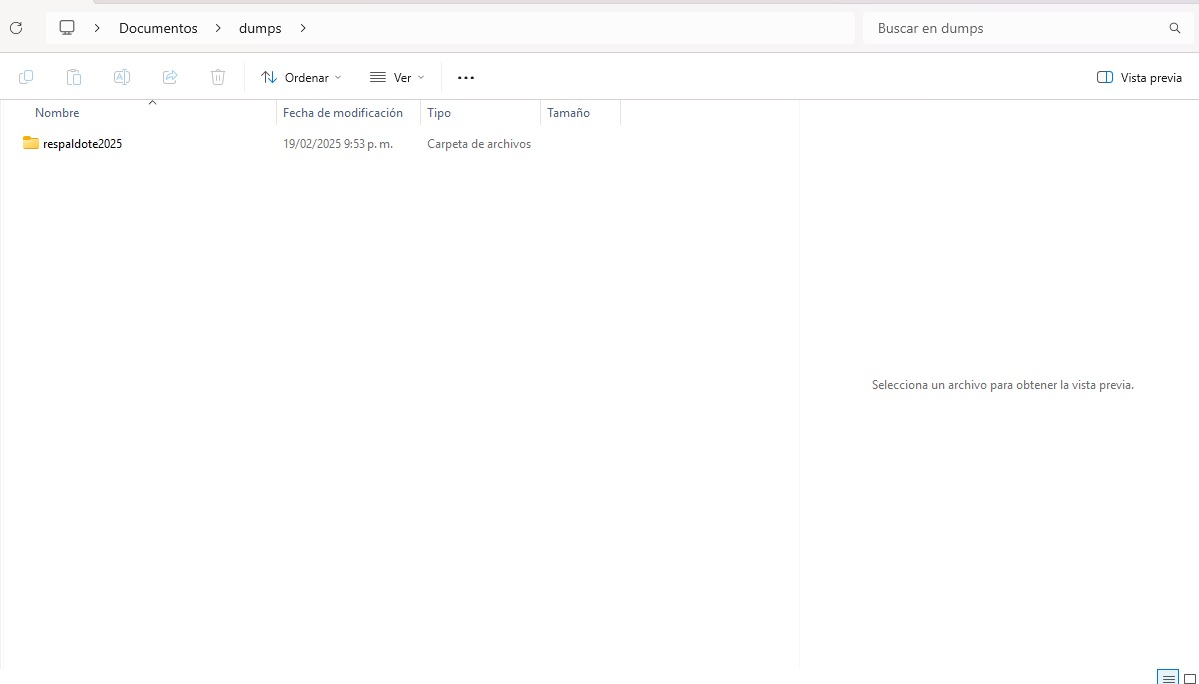 Documentos dumps Buscar en dumps
Ordenar Ver Vista previa
Nombre Fecha de modificación Tipo Tamaño
respaldote2025 19/02/2025 9:53 p. m. Carpeta de archivos
Selecciona un archivo para obtener la vista previa.